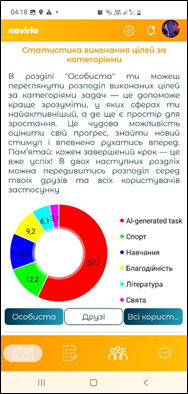 04:18
naviria
Статистика виконання цілей за
категоріями
В розділі "Особиста" ти можеш
переглянути розподіл виконаних цілей
за категоріями задач — це допоможе
краще зрозуміти, у яких сферах ти
найактивніший, а де ще є простір для
зростання. Це чудова можливість
оцінити свій прогрес, знайти новий
стимул і впевнено рухатись вперед.
Пам'ятай: кожен завершений крок — це
вже успіх! В двох наступних розділх
можна передивитись розподіл серед
твоїх друзів та всіх користувачів
застосунку
57,1
12,2
9,2
6,1
AI-generated task
Спорт
Навчання
Благодійність
Література
Свята
Особиста
Друзі
Всі корист...